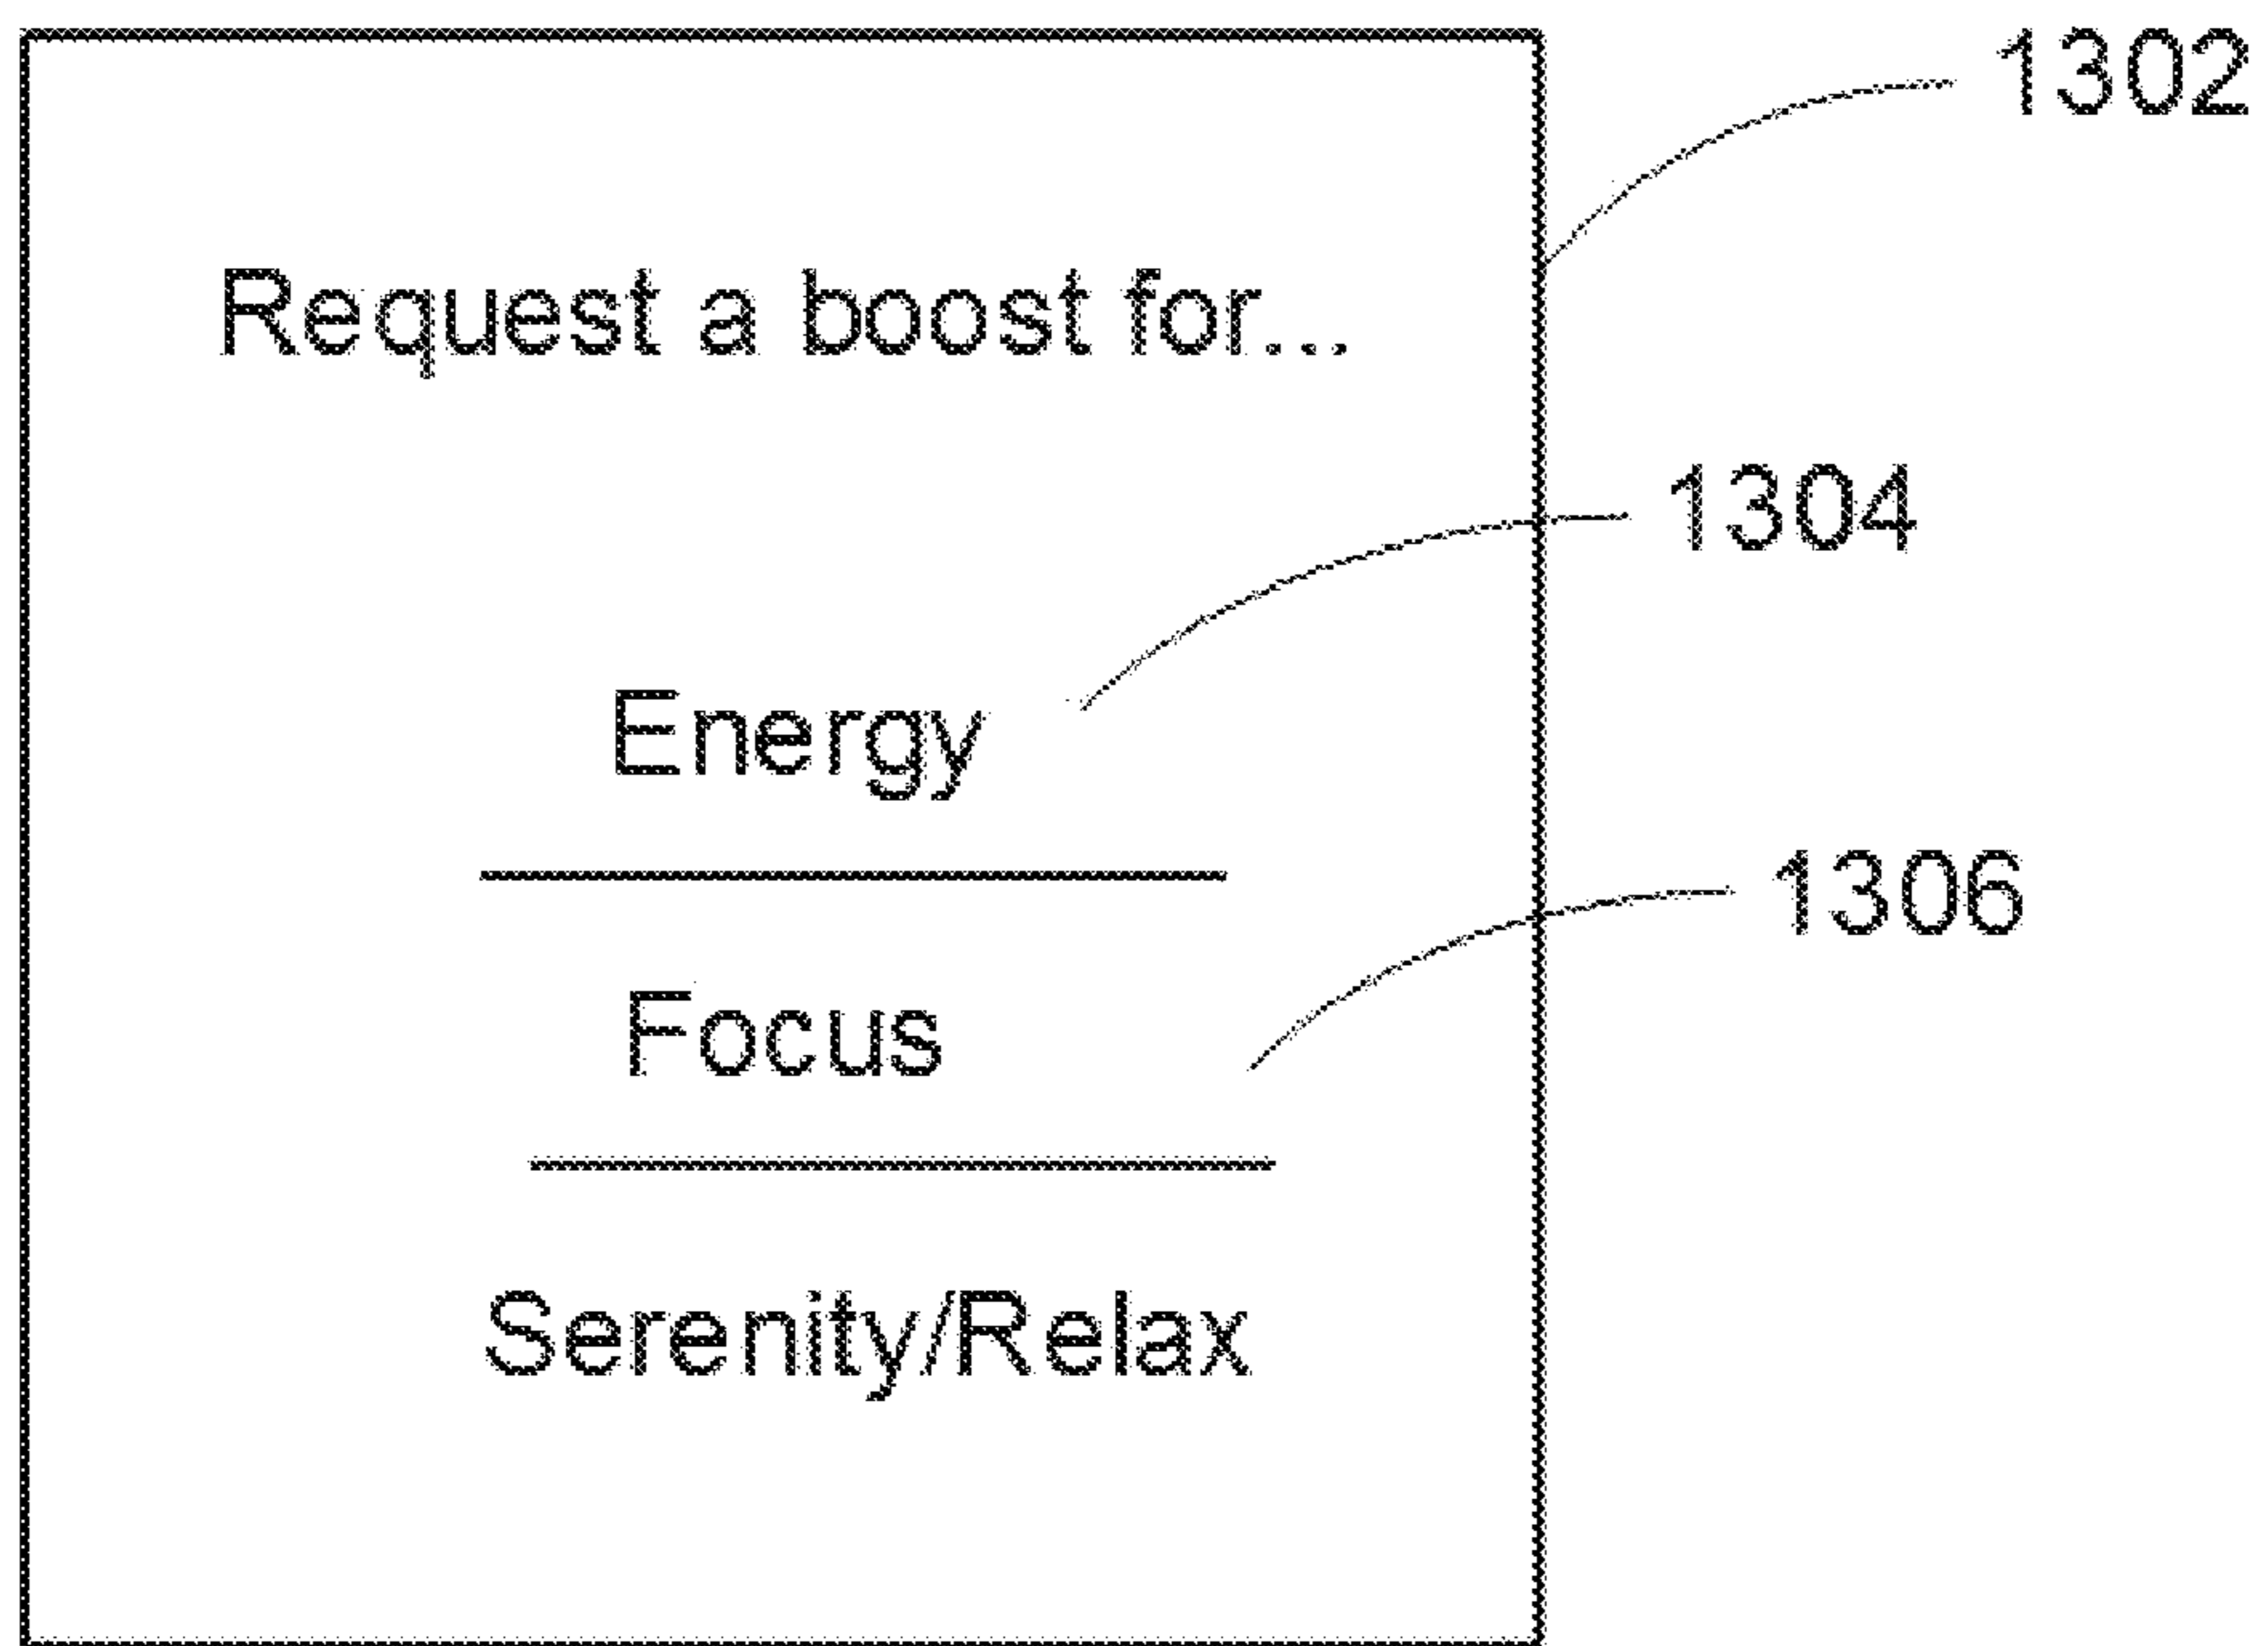 1302
Request a boost for...
1304
Energy
1306
Focus
Serenity/Relax